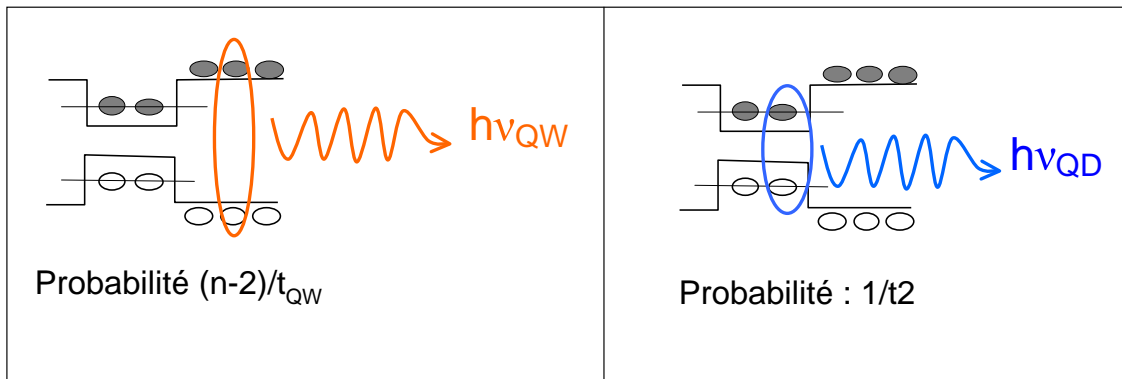 hνQW
Probabilité (n-2)/tQW
hνQD
Probabilité : 1/t2